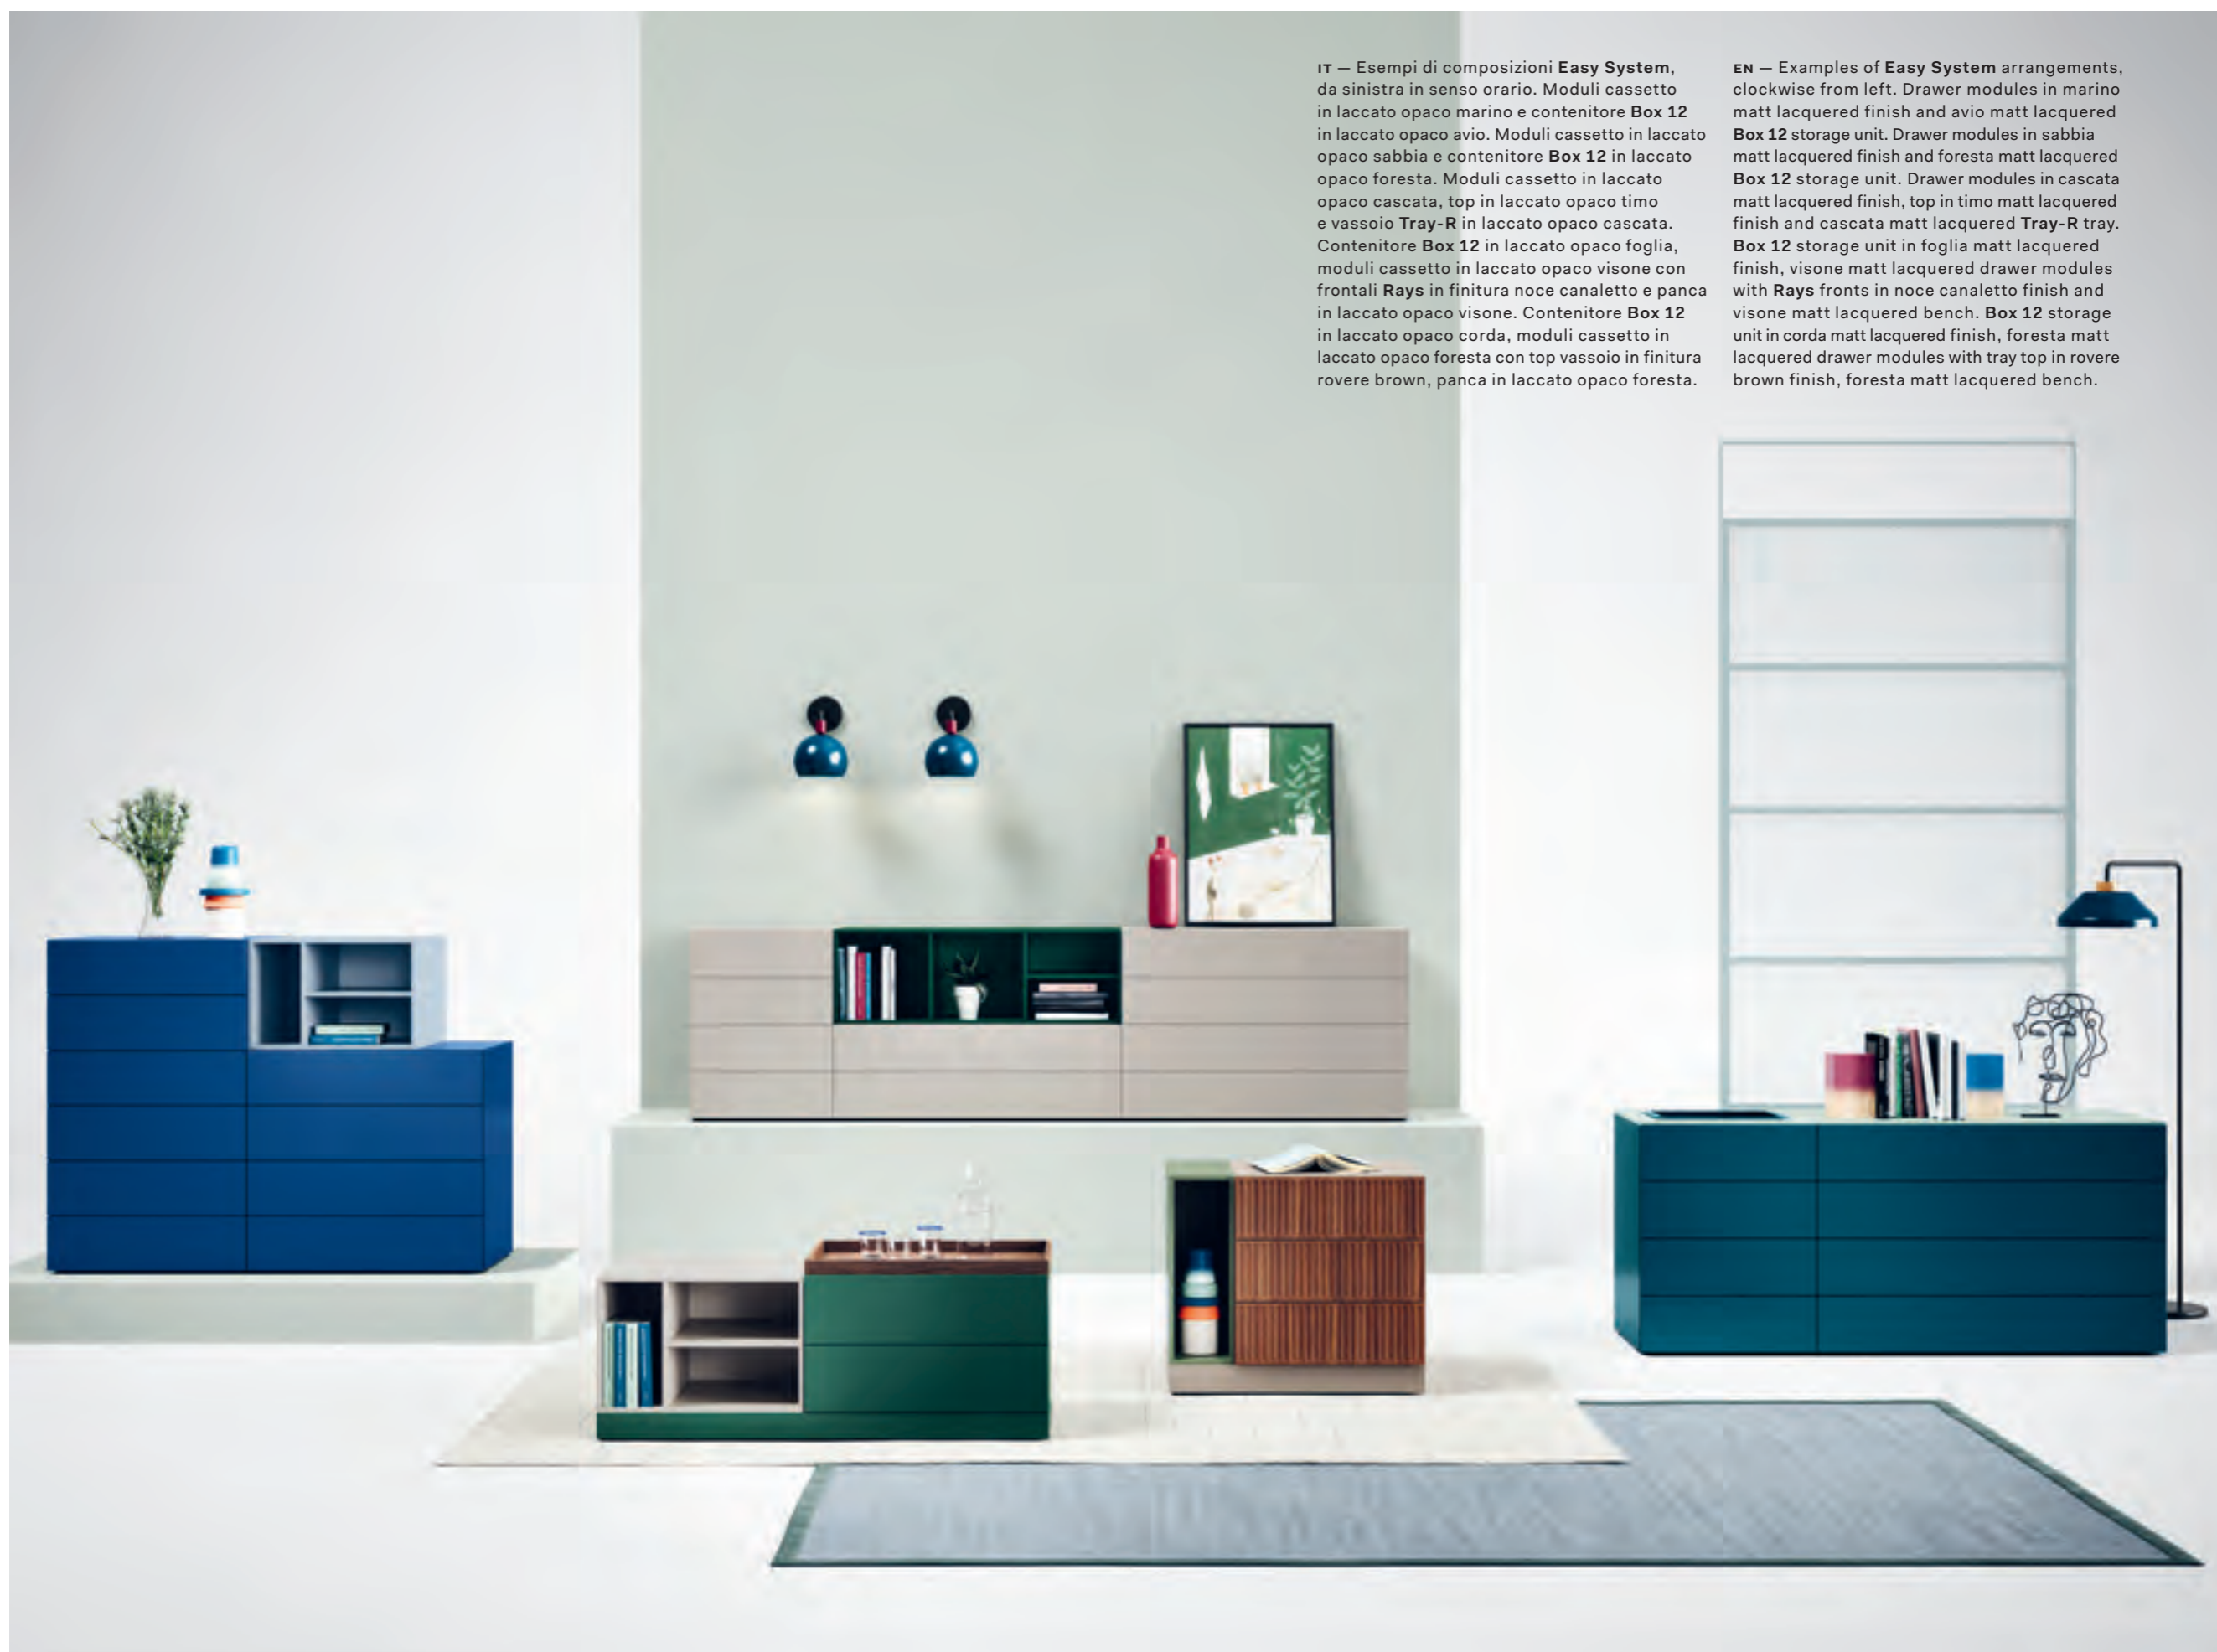 IT — Esempi di composizioni Easy System,
da sinistra in senso orario. Moduli cassetto
in laccato opaco marino e contenitore Box 12
in laccato opaco avio. Moduli cassetto in laccato
opaco sabbia e contenitore Box 12 in laccato
opaco foresta. Moduli cassetto in laccato
opaco cascata, top in laccato opaco timo
e vassoio Tray-R in laccato opaco cascata.
Contenitore Box 12 in laccato opaco foglia,
moduli cassetto in laccato opaco visone con
frontali Rays in finitura noce canaletto e panca
in laccato opaco visone. Contenitore Box 12
in laccato opaco corda, moduli cassetto in
laccato opaco foresta con top vassoio in finitura
rovere brown, panca in laccato opaco foresta.
EN — Examples of Easy System arrangements,
clockwise from left. Drawer modules in marino
matt lacquered finish and avio matt lacquered
Box 12 storage unit. Drawer modules in sabbia
matt lacquered finish and foresta matt lacquered
Box 12 storage unit. Drawer modules in cascata
matt lacquered finish, top in timo matt lacquered
finish and cascata matt lacquered Tray-R tray.
Box 12 storage unit in foglia matt lacquered
finish, visone matt lacquered drawer modules
with Rays fronts in noce canaletto finish and
visone matt lacquered bench. Box 12 storage
unit in corda matt lacquered finish, foresta matt
lacquered drawer modules with tray top in rovere
brown finish, foresta matt lacquered bench.